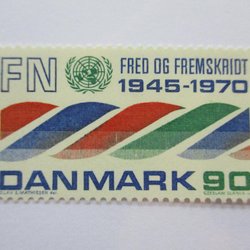 FN
FRED OG FREMSKRIDT
1945-1970
DANMARK 90